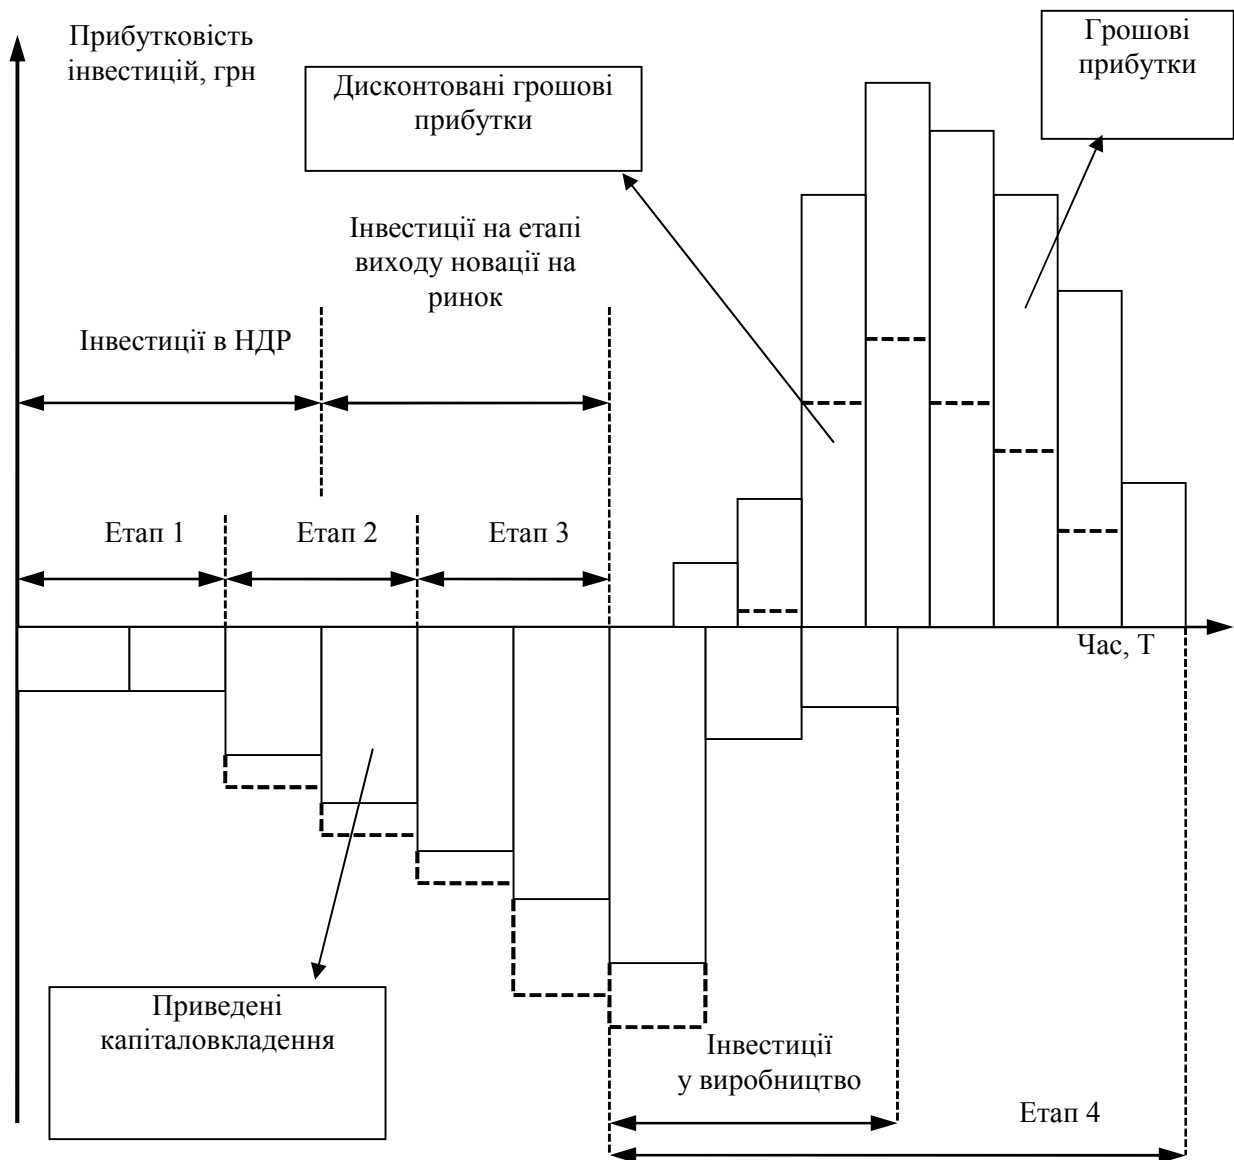 Прибутковість
інвестицій, грн
Дисконтовані грошові
прибутки
Грошові
прибутки
Інвестиції на етапі
виходу новації на
ринок
Інвестиції в НДР
Етап 1
Етап 2
Етап 3
Час, Т
Приведені
капіталовкладення
Інвестиції
у виробництво
Етап 4